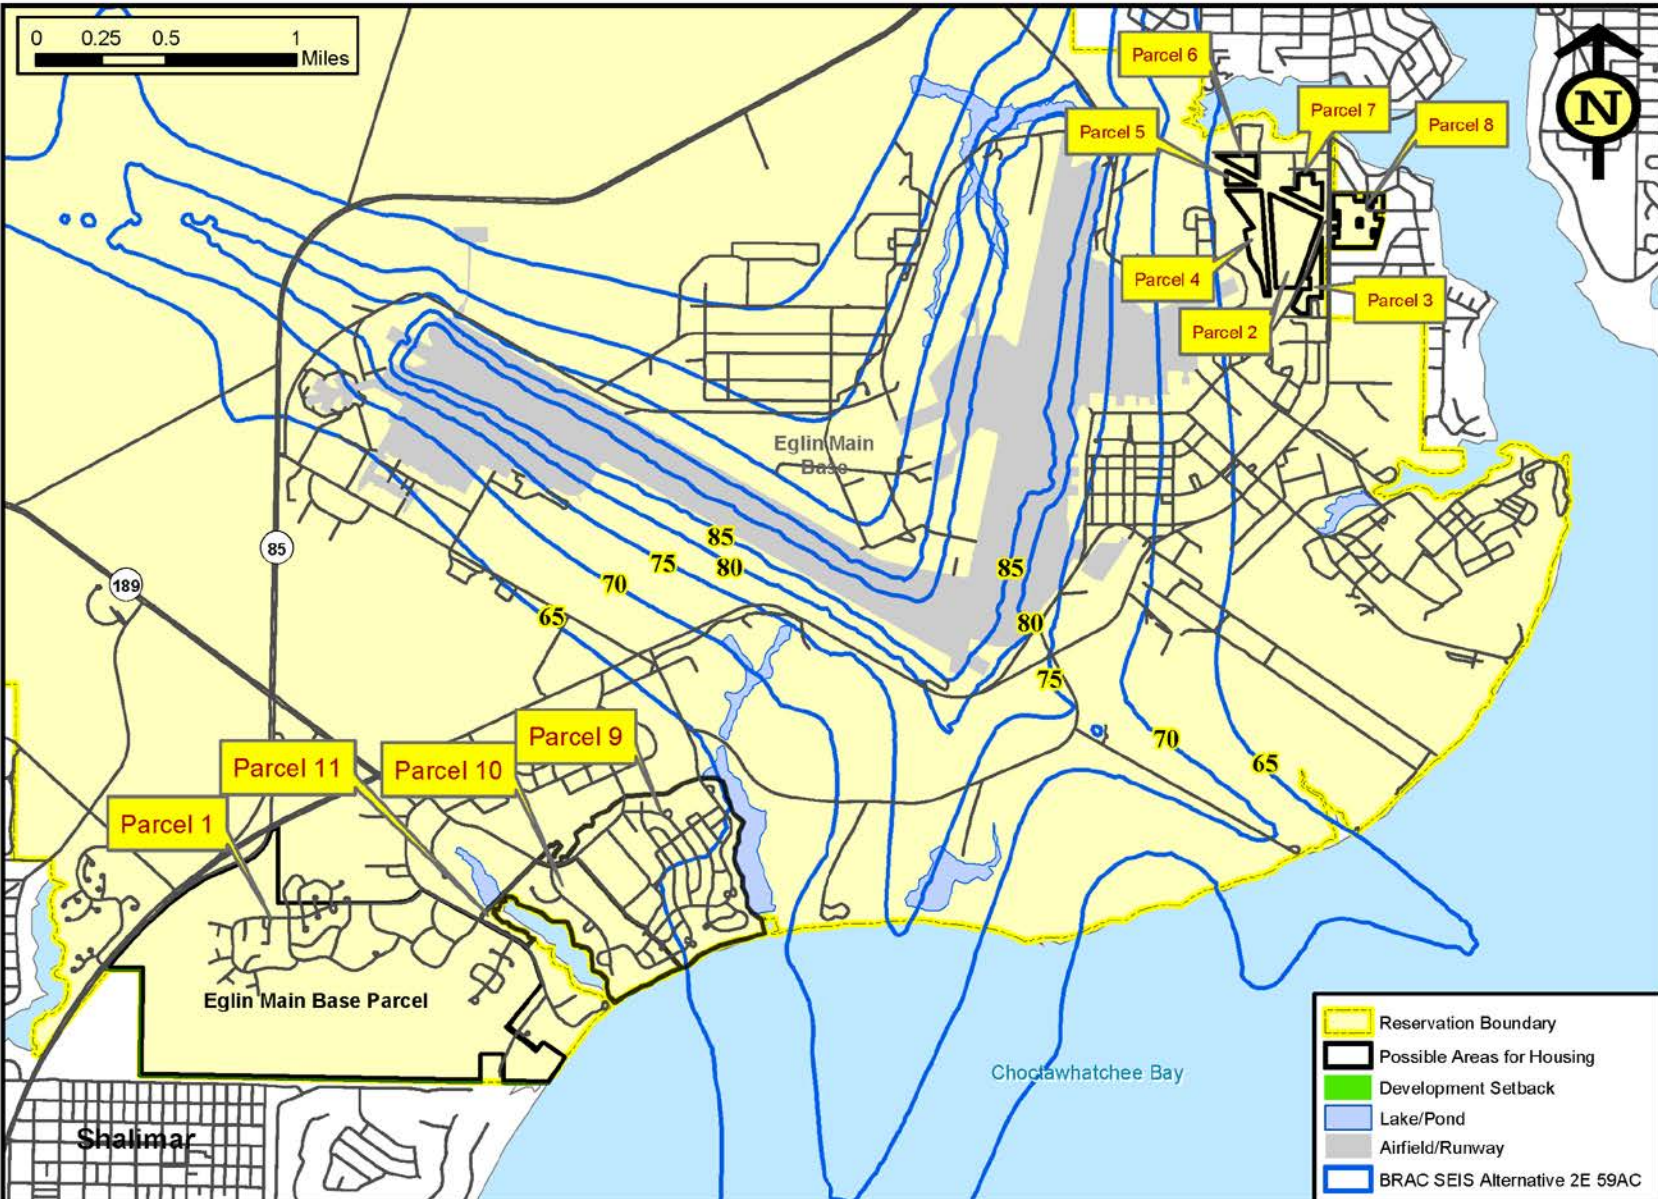 0 0.25 0.5 1
Miles
N
Parcel 6
Parcel 7
Parcel 5
Parcel 8
Parcel 4
Parcel 3
Parcel 2
Eglin Main
Base
85
189
85
75
80
70
65
85
80
75
70
65
Parcel 9
Parcel 11
Parcel 10
Parcel 1
Eglin Main Base Parcel
Choctawhatchee Bay
Shalimar
Reservation Boundary
Possible Areas for Housing
Development Setback
Lake/Pond
Airfield/Runway
BRAC SEIS Alternative 2E 59AC